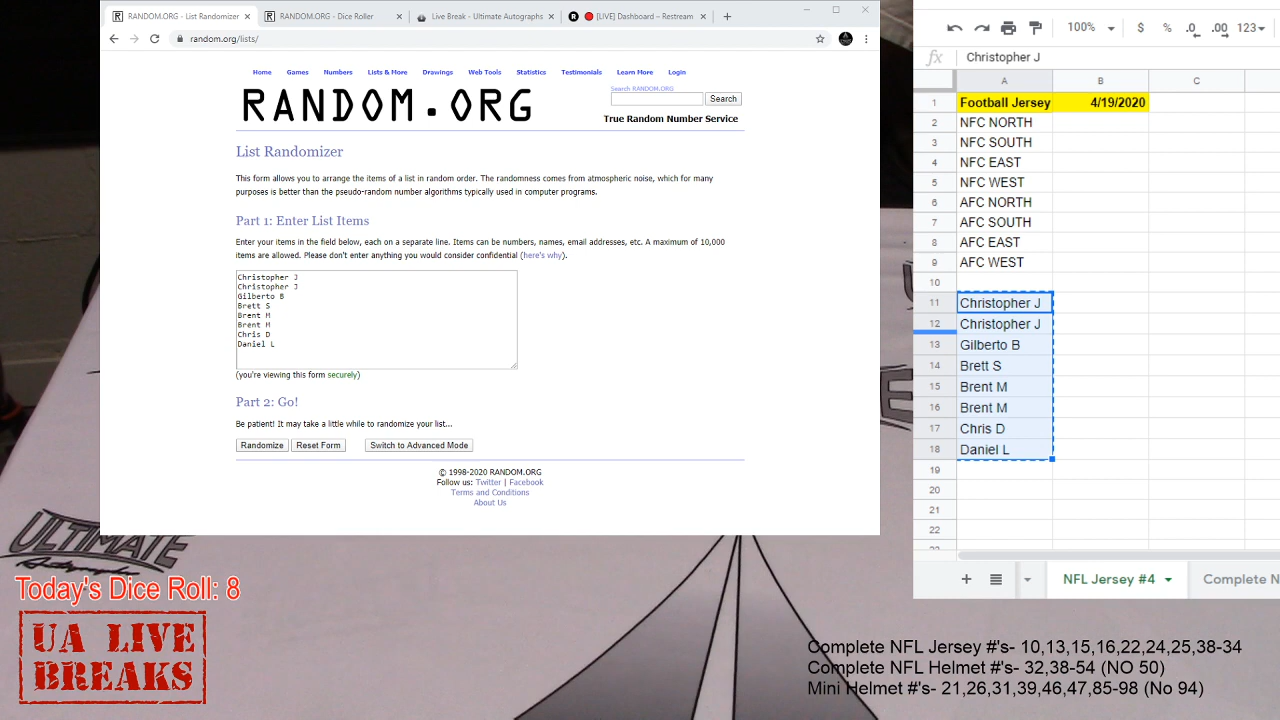 RANDOM.ORG - List Randomizer
RANDOM.ORG - Dice Roller
Live Break - Ultimate Autographs
[LIVE] Dashboard – Restream
random.org/lists/
Home Games Numbers Lists & More Drawings Web Tools Statistics Testimonials Learn More Login
RANDOM.ORG
Search RANDOM.ORG
Search
True Random Number Service
List Randomizer
This form allows you to arrange the items of a list in random order. The randomness comes from atmospheric noise, which for many
purposes is better than the pseudo-random number algorithms typically used in computer programs.
Part 1: Enter List Items
Enter your items in the field below, each on a separate line. Items can be numbers, names, email addresses, etc. A maximum of 10,000
items are allowed. Please don't enter anything you would consider confidential (here's why).
Christopher J
Christopher J
Gilberto B
Brett S
Brent M
Brent M
Chris D
Daniel L
(you're viewing this form securely)
Part 2: Go!
Be patient! It may take a little while to randomize your list...
Randomize Reset Form Switch to Advanced Mode
© 1998-2020 RANDOM.ORG
Follow us: Twitter | Facebook
Terms and Conditions
About Us
100% $ % .0 .00 123
fx Christopher J
A B C
1 Football Jersey 4/19/2020
2 NFC NORTH
3 NFC SOUTH
4 NFC EAST
5 NFC WEST
6 AFC NORTH
7 AFC SOUTH
8 AFC EAST
9 AFC WEST
10
11 Christopher J
12 Christopher J
13 Gilberto B
14 Brett S
15 Brent M
16 Brent M
17 Chris D
18 Daniel L
19
20
21
22
NFL Jersey #4
Complete N
ULTIMATE
Autographs
Today's Dice Roll: 8
UA LIVE
BREAKS
Complete NFL Jersey #'s- 10,13,15,16,22,24,25,38-34
Complete NFL Helmet #'s- 32,38-54 (NO 50)
Mini Helmet #'s- 21,26,31,39,46,47,85-98 (No 94)